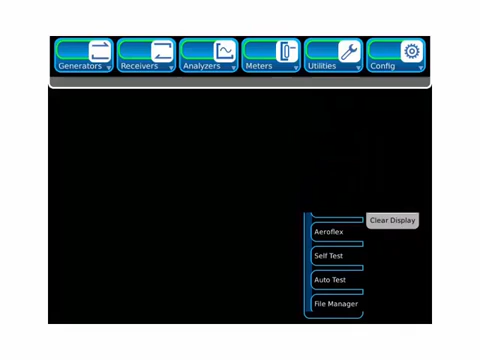 Generators Receivers Analyzers Meters Utilities Config
Clear Display
Aeroflex
Self Test
Auto Test
File Manager